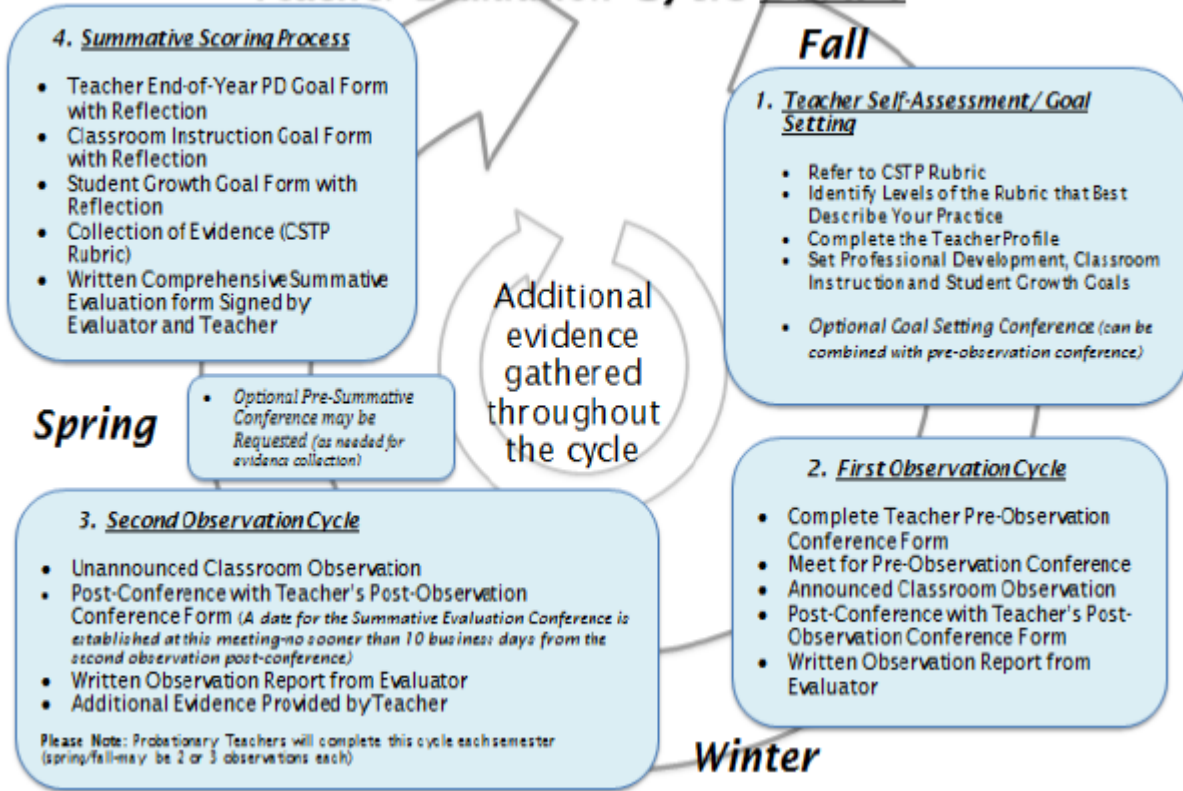 Fall
1. Teacher Self-Assessment/ Goal
Setting
• Refer to CSTP Rubric
• Identify Levels of the Rubric that Best
Describe Your Practice
• Complete the Teacher Profile
• Set Professional Development, Classroom
Instruction and Student Growth Goals
• Optional Goal Setting Conference (can be
combined with pre-observation conference)
2. First Observation Cycle
• Complete Teacher Pre-Observation
Conference Form
• Meet for Pre-Observation Conference
• Announced Classroom Observation
• Post-Conference with Teacher's Post-
Observation Conference Form
• Written Observation Report from
Evaluator
Winter
3. Second Observation Cycle
• Unannounced Classroom Observation
• Post-Conference with Teacher's Post-Observation
Conference Form (A date for the Summative Evaluation Conference is
established at this meeting-no sooner than 10 business days from the
second observation post-conference)
• Written Observation Report from Evaluator
• Additional Evidence Provided by Teacher
Please Note: Probationary Teachers will complete this cycle each semester
(spring/fall-may be 2 or 3 observations each)
Spring
• Optional Pre-Summative
Conference may be
Requested (as needed for
evidence collection)
4. Summative Scoring Process
• Teacher End-of-Year PD Goal Form
with Reflection
• Classroom Instruction Goal Form
with Reflection
• Student Growth Goal Form with
Reflection
• Collection of Evidence (CSTP
Rubric)
• Written Comprehensive Summative
Evaluation form Signed by
Evaluator and Teacher
Additional
evidence
gathered
throughout
the cycle